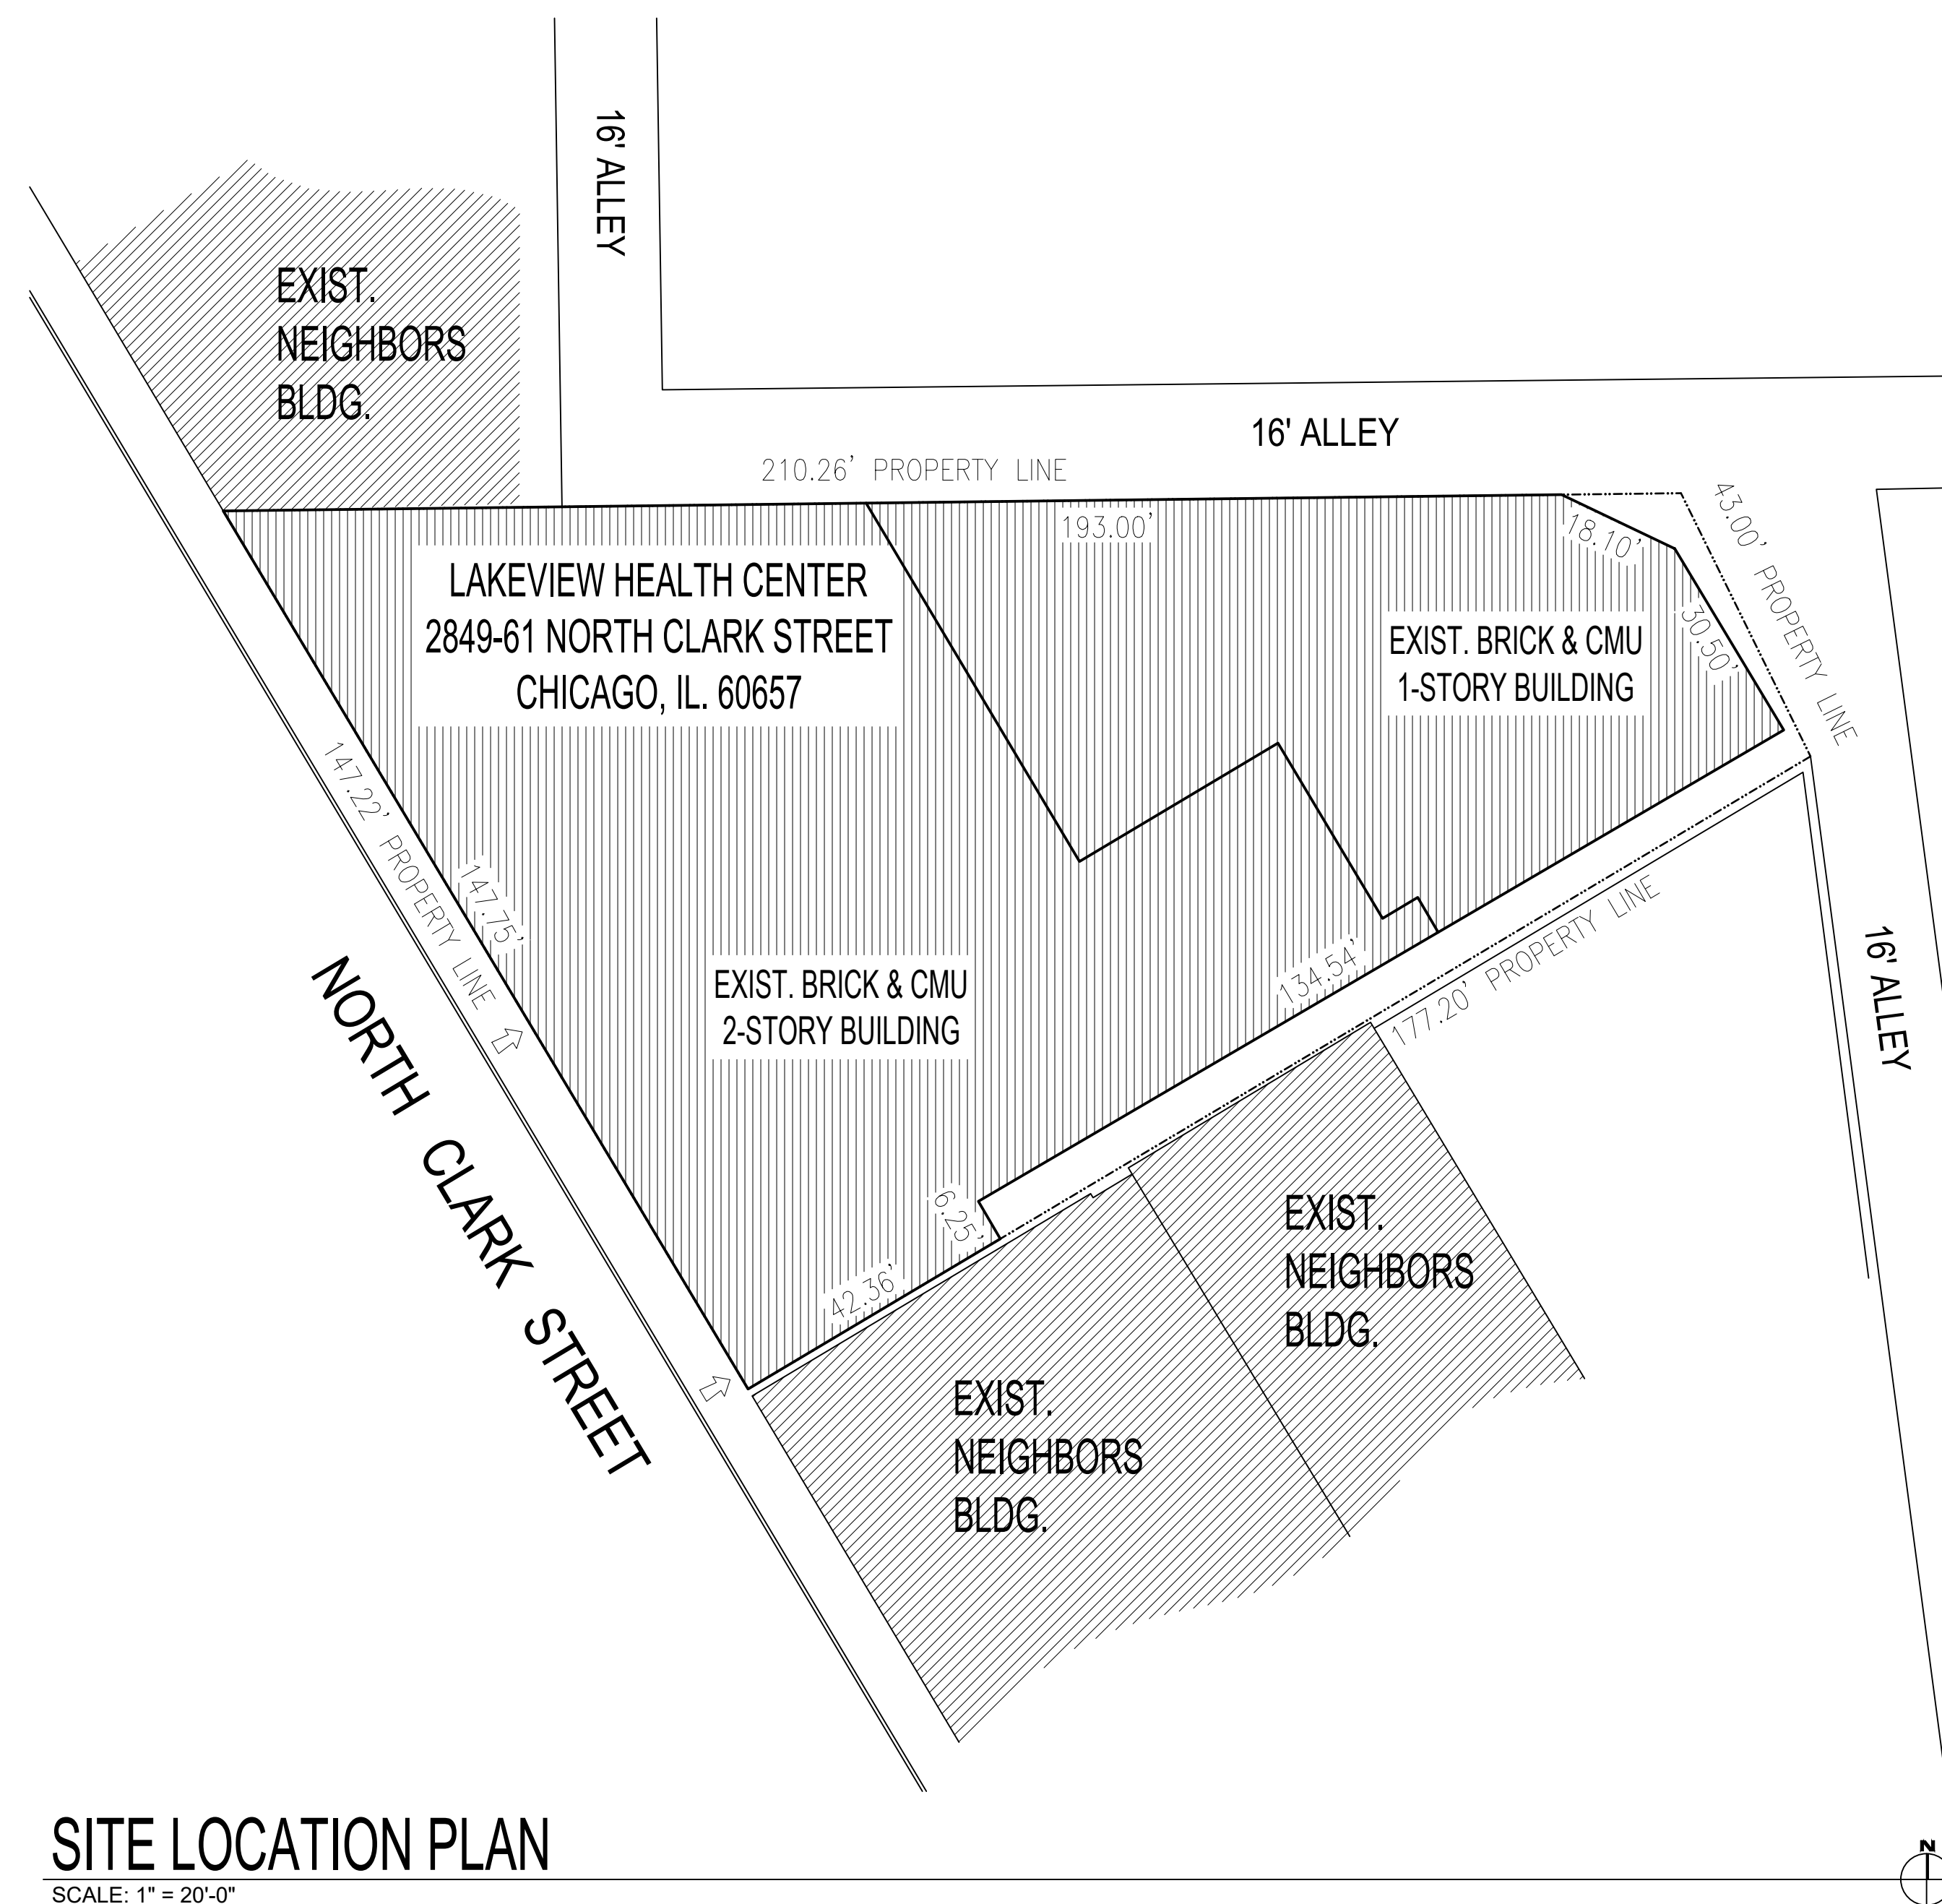 16' ALLEY
EXIST.
NEIGHBORS
BLDG.
16' ALLEY
210.26' PROPERTY LINE
193.00'
18.10'
43.00' PROPERTY LINE
30.50'
LAKEVIEW HEALTH CENTER
2849-61 NORTH CLARK STREET
CHICAGO, IL. 60657
EXIST. BRICK & CMU
1-STORY BUILDING
147.22' PROPERTY LINE
147.75'
NORTH CLARK STREET
EXIST. BRICK & CMU
2-STORY BUILDING
134.54'
177.20' PROPERTY LINE
16' ALLEY
6.25'
42.36'
EXIST.
NEIGHBORS
BLDG.
EXIST.
NEIGHBORS
BLDG.
SITE LOCATION PLAN
SCALE: 1" = 20'-0"
N